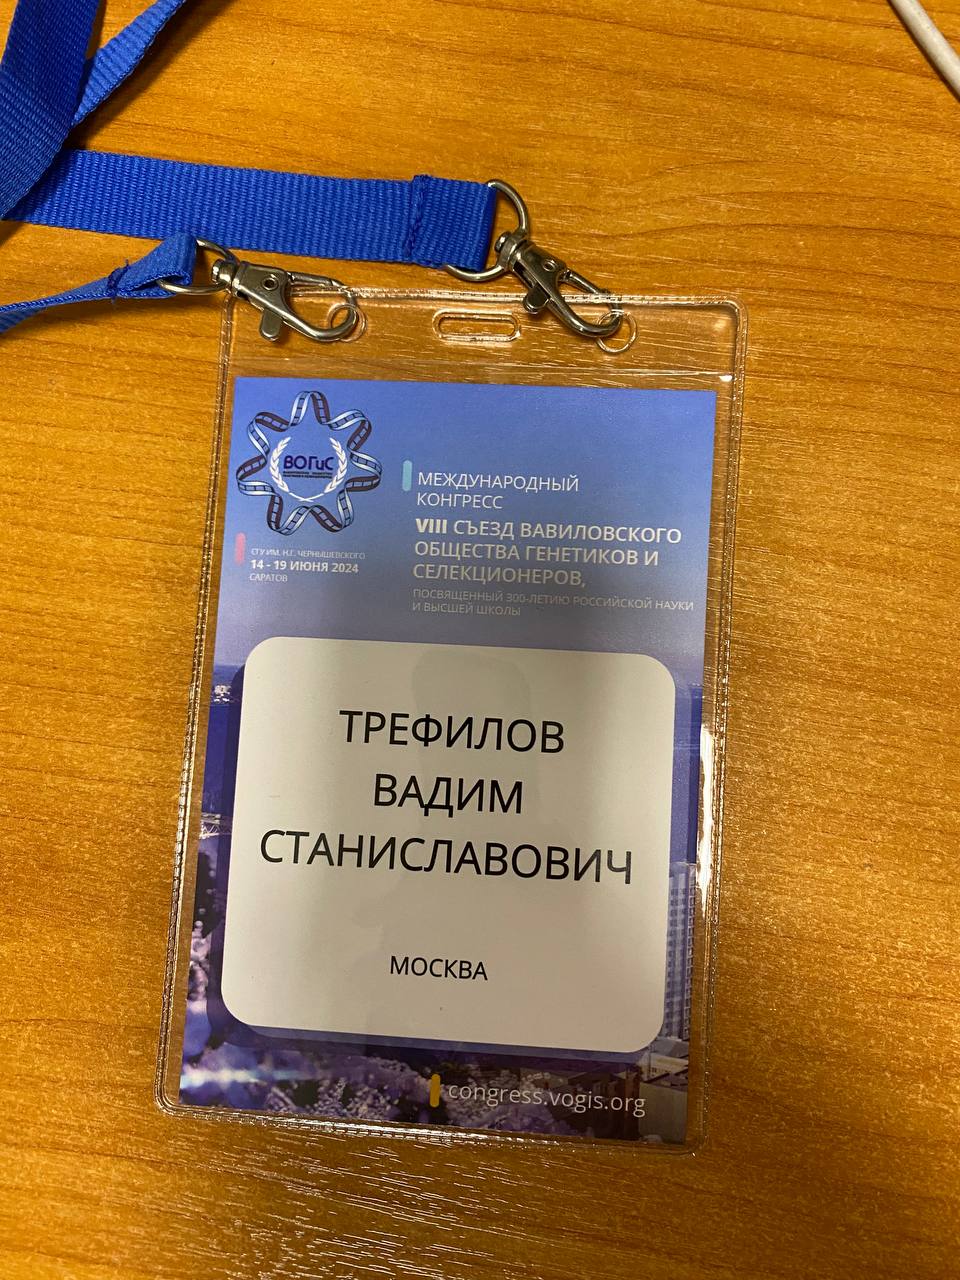 ВОГиС
МЕЖДУНАРОДНЫЙ
КОНГРЕСС
VIII СЪЕЗД ВАВИЛОВСКОГО
ОБЩЕСТВА ГЕНЕТИКОВ И
СЕЛЕКЦИОНЕРОВ,
ПОСВЯЩЕННЫЙ 300-ЛЕТИЮ РОССИЙСКОЙ НАУКИ
И ВЫСШЕЙ ШКОЛЫ
СГУ ИМ. Н.Г. ЧЕРНЫШЕВСКОГО
14 - 19 ИЮНЯ 2024
САРАТОВ
ТРЕФИЛОВ
ВАДИМ
СТАНИСЛАВОВИЧ
МОСКВА
congress.vogis.org